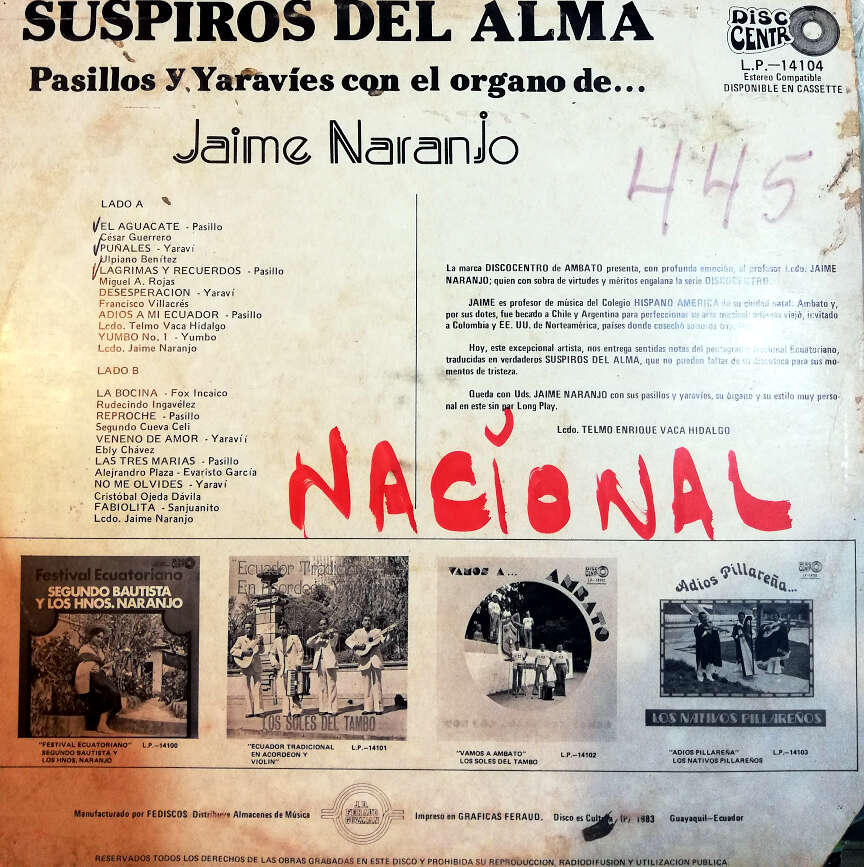 SUSPIROS DEL ALMA
DISCO CENTRO
Pasillos y Yaravíes con el organo de...
L.P.—14104
Estereo Compatible
DISPONIBLE EN CASSETTE
Jaime Naranjo
445
LADO A
EL AGUACATE - Pasillo
César Guerrero
PUÑALES - Yaraví
Ulpiano Benítez
LAGRIMAS Y RECUERDOS - Pasillo
Miguel A. Rojas
DESESPERACION - Yaraví
Francisco Villacrés
ADIOS A MI ECUADOR - Pasillo
Lcdo. Telmo Vaca Hidalgo
YUMBO No. 1 - Yumbo
Lcdo. Jaime Naranjo
LADO B
LA BOCINA - Fox Incaico
Rudecindo Ingavélez
REPROCHE - Pasillo
Segundo Cueva Celi
VENENO DE AMOR - Yaravíí
Ebly Chávez
LAS TRES MARIAS - Pasillo
Alejandro Plaza - Evaristo García
NO ME OLVIDES - Yaraví
Cristóbal Ojeda Dávila
FABIOLITA - Sanjuanito
Lcdo. Jaime Naranjo
La marca DISCOCENTRO de AMBATO presenta, con profunda emoción, al profesor Lcdo. JAIME
NARANJO; quien con sobra de virtudes y méritos engalana la serie DISCOCENTRO.
JAIME es profesor de música del Colegio HISPANO AMERICA de su ciudad natal: Ambato y,
por sus dotes, fue becado a Chile y Argentina para perfeccionar su arte musical; viajó, invitado
a Colombia y EE. UU. de Norteamérica, países donde cosechó
Hoy, este excepcional artista, nos entrega sentidas notas del pentagrama Ecuatoriano,
traducidas en verdaderos SUSPIROS DEL ALMA, que no pueden faltar de su discoteca para sus mo-
mentos de tristeza.
Queda con Uds. JAIME NARANJO con sus pasillos y yaravíes, su órgano y su estilo muy perso-
nal en este sin par Long Play.
Lcdo. TELMO ENRIQUE VACA HIDALGO
NACIONAL
Festival Ecuatoriano
SEGUNDO BAUTISTA
Y LOS HNOS. NARANJO
"FESTIVAL ECUATORIANO" L.P.—14100
SEGUNDO BAUTISTA Y
LOS HNOS. NARANJO
"Ecuador Tradicional
En Acordeon
LOS SOLES DEL TAMBO
"ECUADOR TRADICIONAL L.P.—14101
EN ACORDEON Y
VIOLIN"
VAMOS A... AMBATO
DISCO CENTRO
"VAMOS A AMBATO" L.P.—14102
LOS SOLES DEL TAMBO
Adios Pillareña...
DISCO CENTRO
LOS NATIVOS PILLAREÑOS
"ADIOS PILLAREÑA" L.P.—14103
LOS NATIVOS PILLAREÑOS
Manufacturado por FEDISCOS Distribuye Almacenes de Música J.D. FERAUD GUZMAN Impreso en GRAFICAS FERAUD. Disco es Cultura (P) 1983 Guayaquil—Ecuador
RESERVADOS TODOS LOS DERECHOS DE LAS OBRAS GRABADAS EN ESTE DISCO Y PROHIBIDA SU REPRODUCCION, RADIODIFUSION Y UTILIZACION PUBLICA